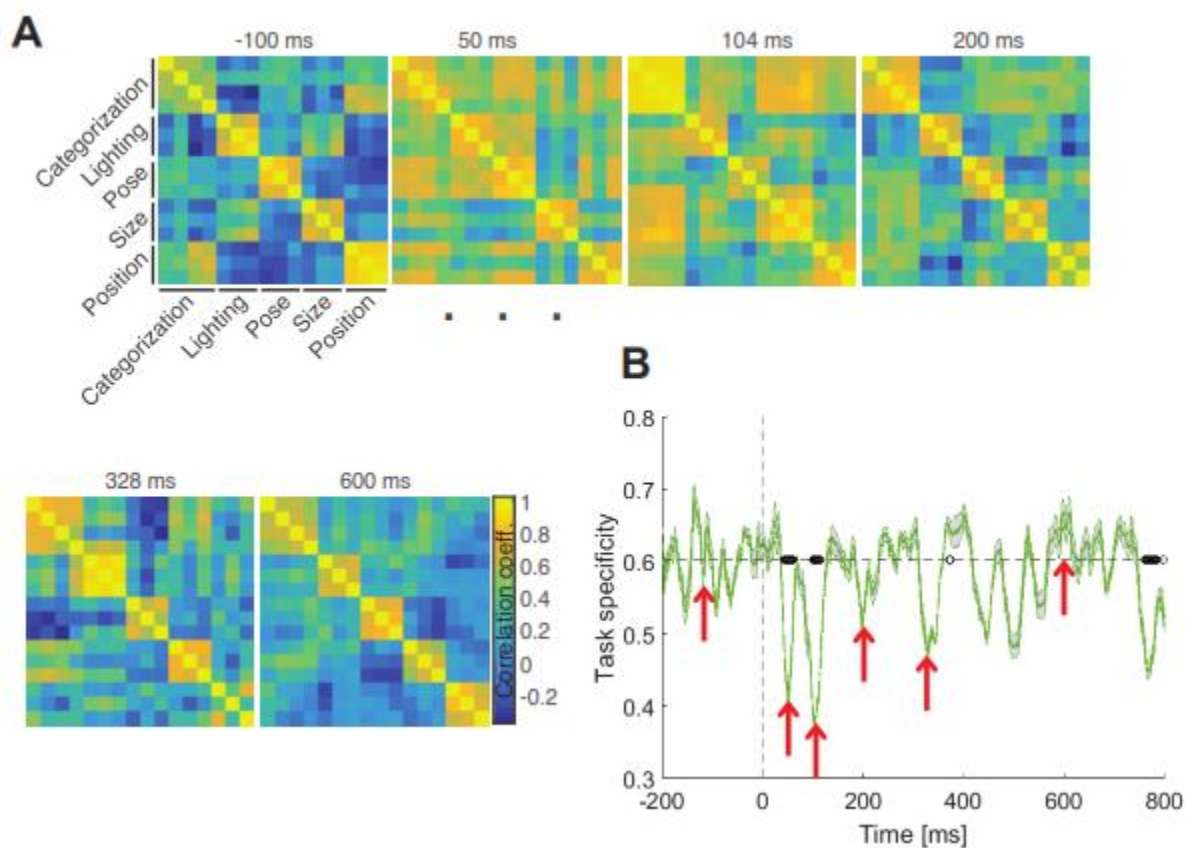 A
-100 ms
50 ms
104 ms
200 ms
Categorization
Lighting
Pose
Size
Position
Categorization
Lighting
Pose
Size
Position
. . .
328 ms
600 ms
Correlation coeff.
1
0.8
0.6
0.4
0.2
0
-0.2
B
Task specificity
0.8
0.7
0.6
0.5
0.4
0.3
-200
0
200
400
600
800
Time [ms]